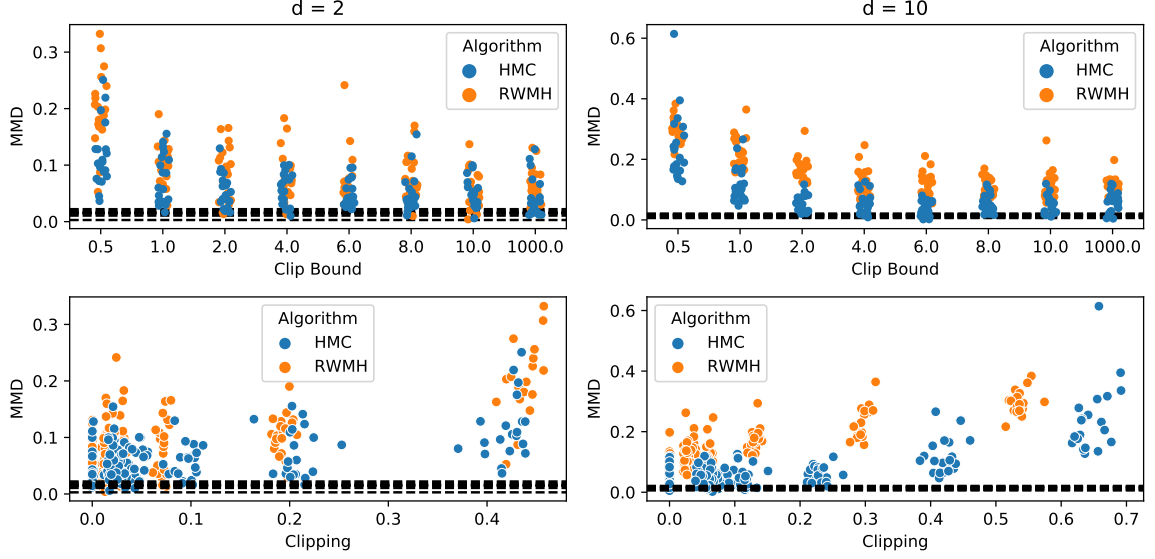 d = 2
0.3
0.2
0.1
0.0
MMD
Algorithm
HMC
RWMH
0.5 1.0 2.0 4.0 6.0 8.0 10.0 1000.0
Clip Bound
d = 10
0.6
0.4
0.2
0.0
MMD
Algorithm
HMC
RWMH
0.5 1.0 2.0 4.0 6.0 8.0 10.0 1000.0
Clip Bound
0.3
0.2
0.1
0.0
MMD
Algorithm
HMC
RWMH
0.0 0.1 0.2 0.3 0.4
Clipping
0.6
0.4
0.2
0.0
MMD
Algorithm
HMC
RWMH
0.0 0.1 0.2 0.3 0.4 0.5 0.6 0.7
Clipping